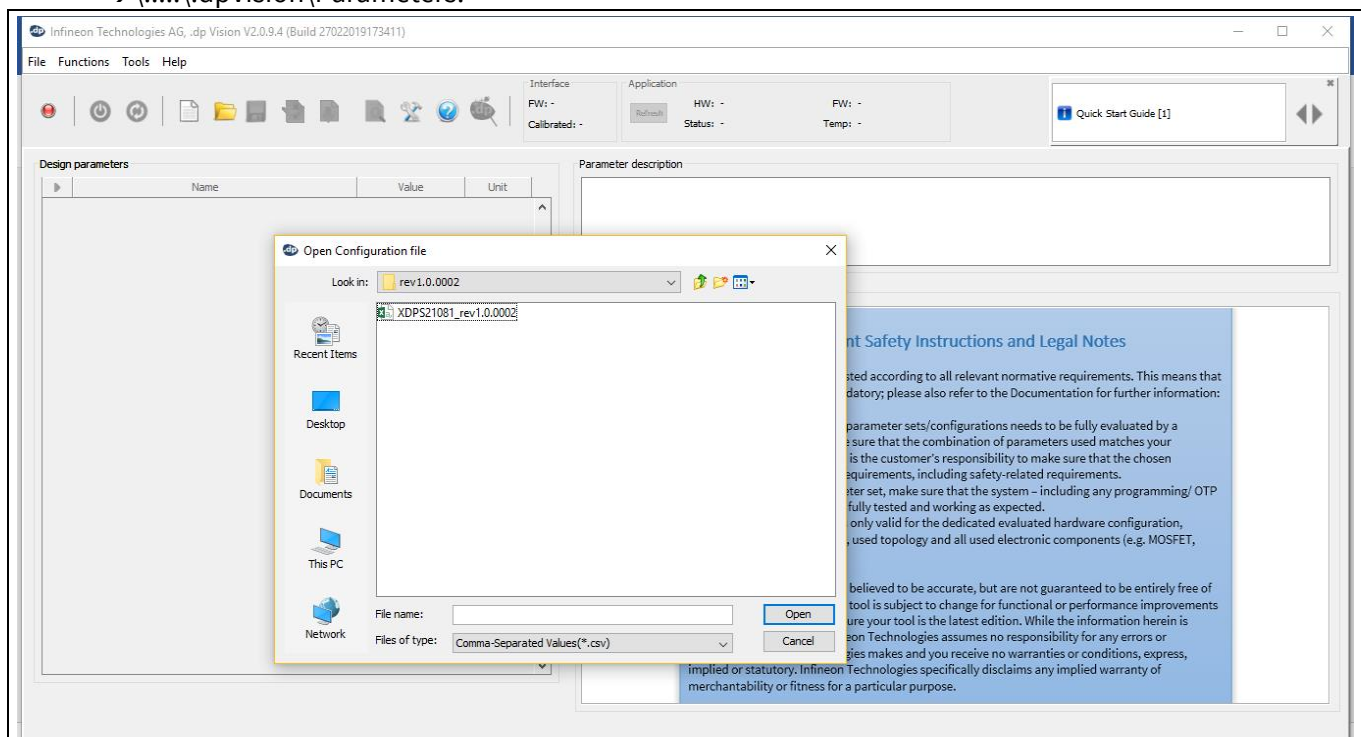 \.....\.dpVision\Parameters.
Infineon Technologies AG, .dp Vision V2.0.9.4 (Build 27022019173411)
File Functions Tools Help
Interface
FW: -
Calibrated: -
Application
Refresh
HW: -
Status: -
FW: -
Temp: -
Quick Start Guide [1]
Design parameters
Name Value Unit
Parameter description
Open Configuration file
Look in: rev1.0.0002
XDPS21081_rev1.0.0002
Recent Items
Desktop
Documents
This PC
Network
File name:
Open
Files of type: Comma-Separated Values(*.csv)
Cancel
nt Safety Instructions and Legal Notes
sted according to all relevant normative requirements. This means that
datory; please also refer to the Documentation for further information:
parameter sets/configurations needs to be fully evaluated by a
sure that the combination of parameters used matches your
is the customer's responsibility to make sure that the chosen
equirements, including safety-related requirements.
eter set, make sure that the system – including any programming/ OTP
fully tested and working as expected.
only valid for the dedicated evaluated hardware configuration,
, used topology and all used electronic components (e.g. MOSFET,
believed to be accurate, but are not guaranteed to be entirely free of
tool is subject to change for functional or performance improvements
ure your tool is the latest edition. While the information herein is
eon Technologies assumes no responsibility for any errors or
gies makes and you receive no warranties or conditions, express,
implied or statutory. Infineon Technologies specifically disclaims any implied warranty of
merchantability or fitness for a particular purpose.